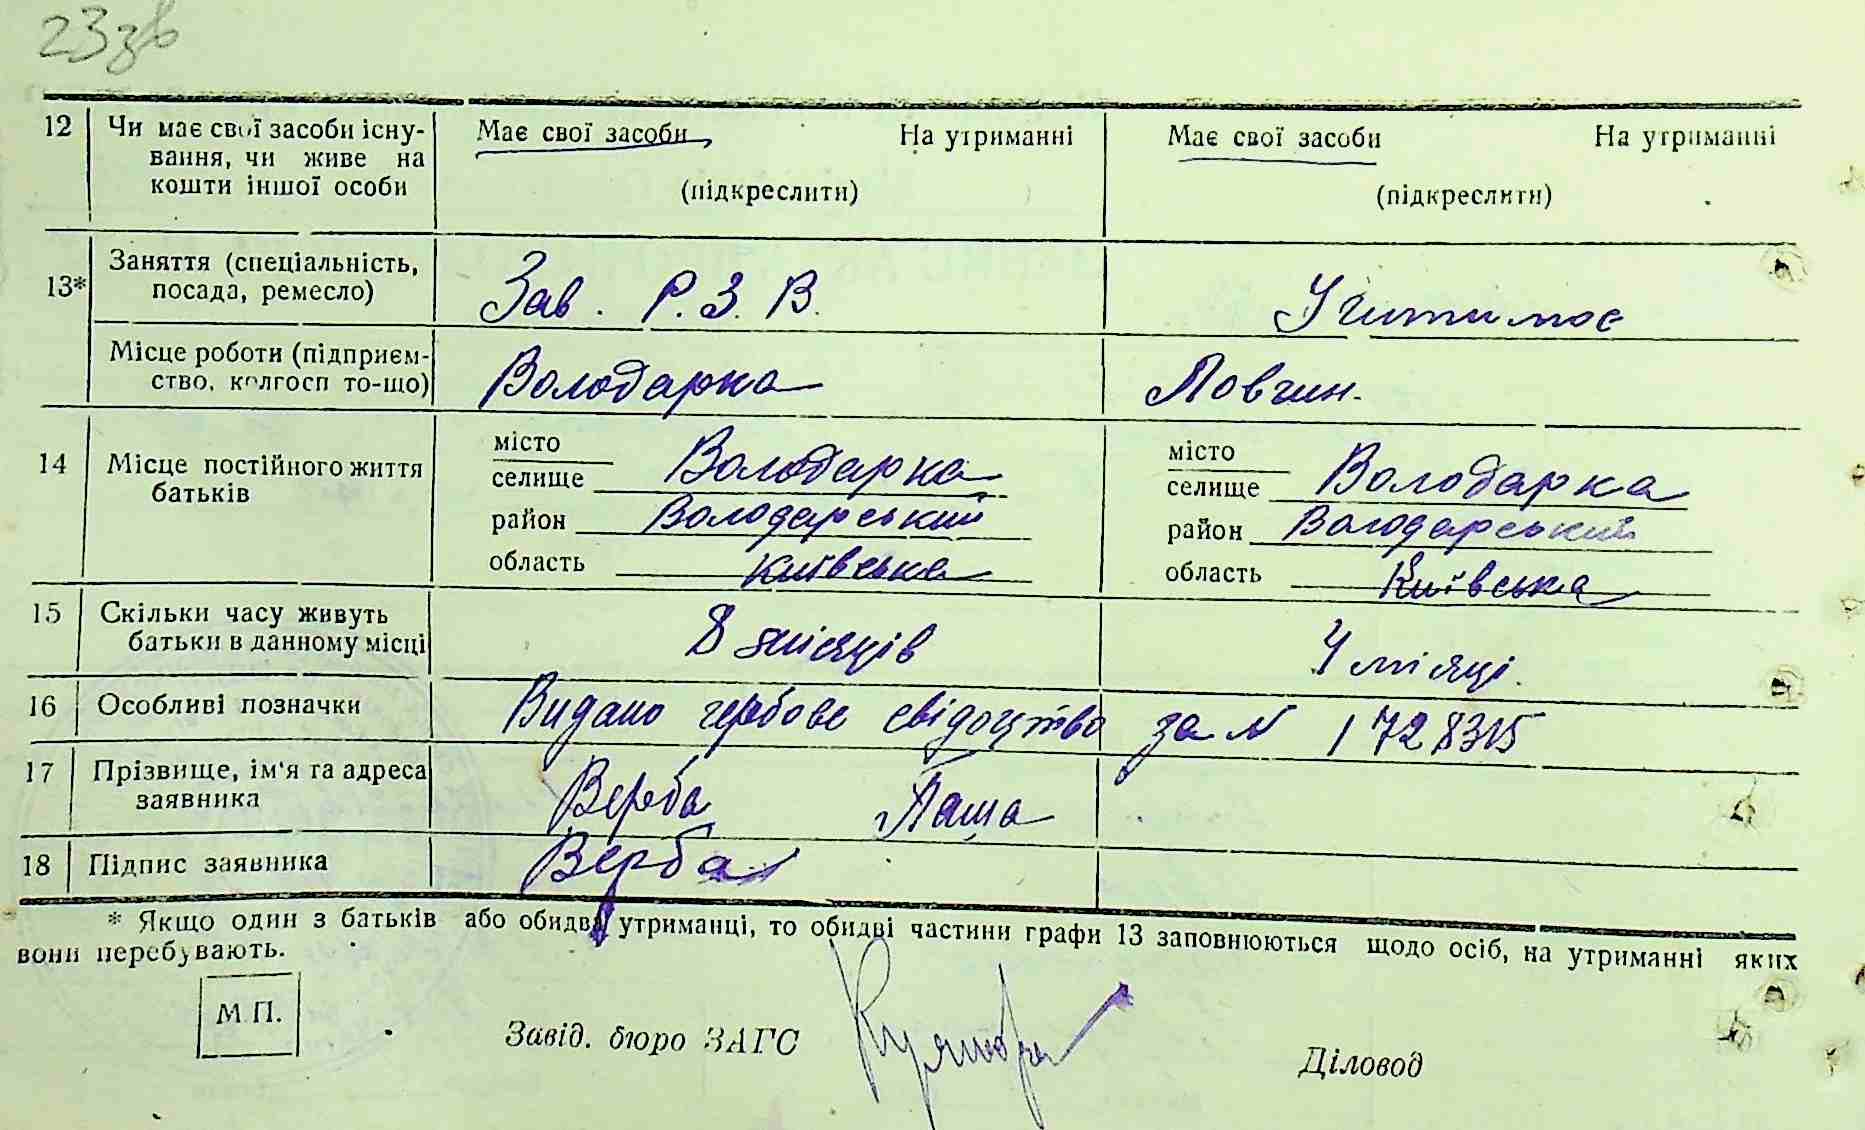 23зв
12 Чи має свої засоби існу- Має свої засоби На утриманні Має свої засоби На утриманні
вання, чи живе на
кошти іншої особи (підкреслити) (підкреслити)
13* Заняття (спеціальність,
посада, ремесло) Зав. Р. З. В.
Місце роботи (підприєм-
ство, колгосп то-що) Володарка Ловчин.
14 Місце постійного життя
батьків
місто
селище Володарка
район Володарський
область Київська
місто
селище Володарка
район Володарський
область Київська
15 Скільки часу живуть
батьки в данному місці 8 місяців 4 місяці.
16 Особливі позначки Видано гербове свідоцтво за N 1728315
17 Прізвище, ім'я та адреса
заявника Верба Паша
18 Підпис заявника Верба
* Якщо один з батьків або обидва утриманці, то обидві частини графи 13 заповнюються щодо осіб, на утриманні яких
вони перебувають.
М.П.
Завід. бюро ЗАГС Діловод